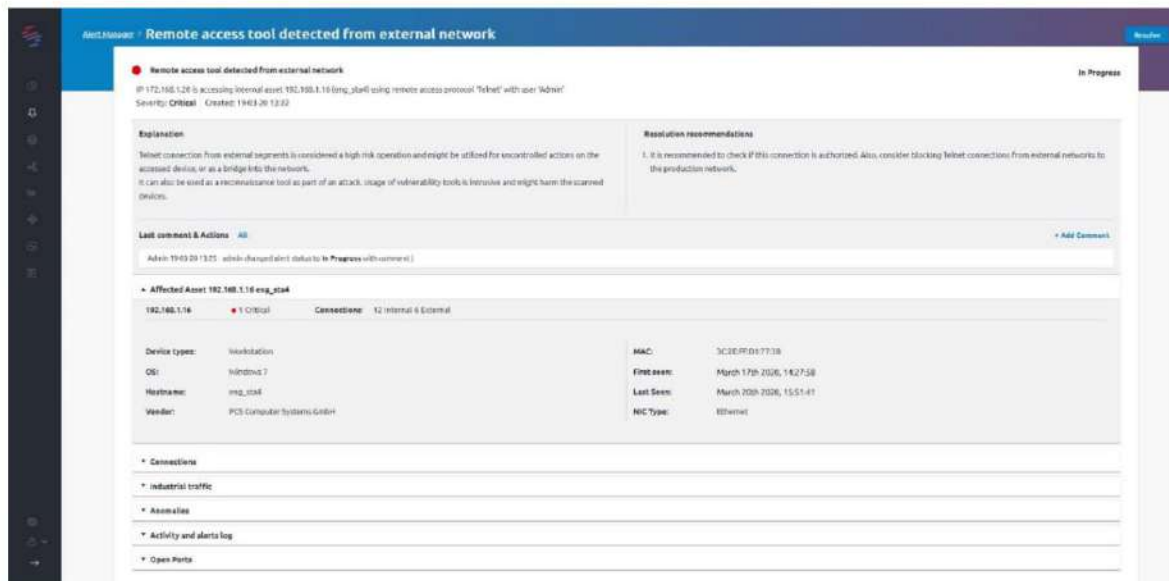 Alert Manager > Remote access tool detected from external network
Resolve
Remote access tool detected from external network
In Progress
IP 172.168.1.20 is accessing internal asset 192.168.1.16 (eng_sta4) using remote access protocol 'Telnet' with user 'Admin'
Severity: Critical Created: 19-03-20 13:22
Explanation
Telnet connection from external segments is considered a high risk operation and might be utilized for uncontrolled actions on the
accessed device, or as a bridge into the network.
It can also be used as a reconnaissance tool as part of an attack. Usage of vulnerability tools is intrusive and might harm the scanned
devices.
Resolution recommendations
1. It is recommended to check if this connection is authorized. Also, consider blocking Telnet connections from external networks to
the production network.
Last comment & Actions All
+ Add Comment
Admin 19-03-20 13:25 admin changed alert status to In Progress with comment:
Affected Asset 192.168.1.16 eng_sta4
192.168.1.16 1 Critical Connections: 12 Internal 6 External
Device types: Workstation
OS: Windows 7
Hostname: eng_sta4
Vendor: PCS Computer Systems GmbH
MAC:
First seen: March 17th 2020, 14:27:58
Last Seen: March 20th 2020, 15:51:41
NIC Type: Ethernet
Connections
Industrial traffic
Anomalies
Activity and alerts log
Open Ports